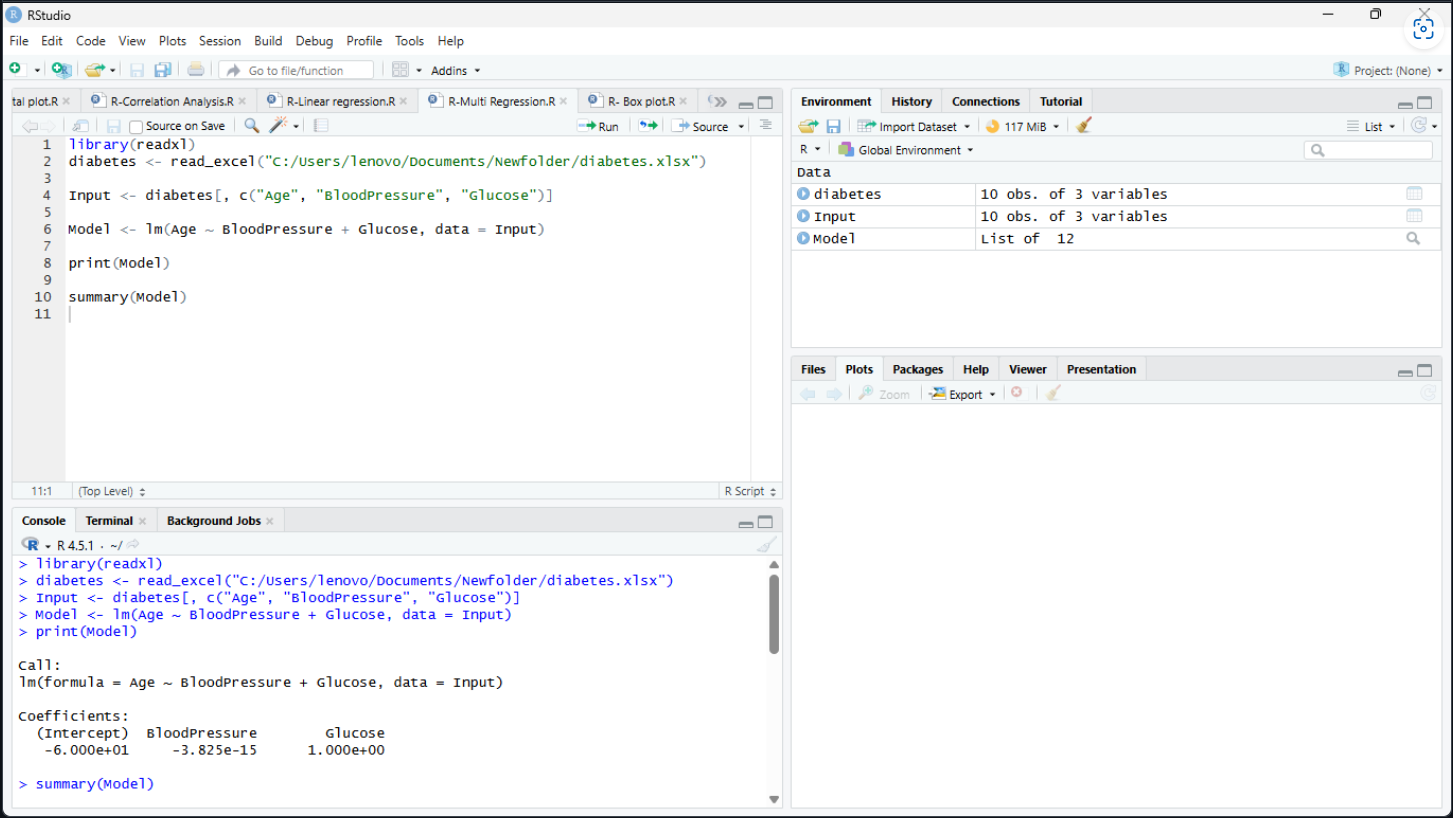 RStudio
File Edit Code View Plots Session Build Debug Profile Tools Help
Go to file/function Addins Project: (None)
tal plot.R R-Correlation Analysis.R R-Linear regression.R R-Multi Regression.R R- Box plot.R
Source on Save Run Source
1 library(readxl)
2 diabetes <- read_excel("C:/Users/lenovo/Documents/Newfolder/diabetes.xlsx")
3
4 Input <- diabetes[, c("Age", "BloodPressure", "Glucose")]
5
6 Model <- lm(Age ~ BloodPressure + Glucose, data = Input)
7
8 print(Model)
9
10 summary(Model)
11
11:1 (Top Level) R Script
Console Terminal Background Jobs
R R 4.5.1 · ~/
> library(readxl)
> diabetes <- read_excel("C:/Users/lenovo/Documents/Newfolder/diabetes.xlsx")
> Input <- diabetes[, c("Age", "BloodPressure", "Glucose")]
> Model <- lm(Age ~ BloodPressure + Glucose, data = Input)
> print(Model)
Call:
lm(formula = Age ~ BloodPressure + Glucose, data = Input)
Coefficients:
(Intercept) BloodPressure Glucose
-6.000e+01 -3.825e-15 1.000e+00
> summary(Model)
Environment History Connections Tutorial
Import Dataset 117 MiB List
R Global Environment
Data
diabetes 10 obs. of 3 variables
Input 10 obs. of 3 variables
Model List of 12
Files Plots Packages Help Viewer Presentation
Zoom Export